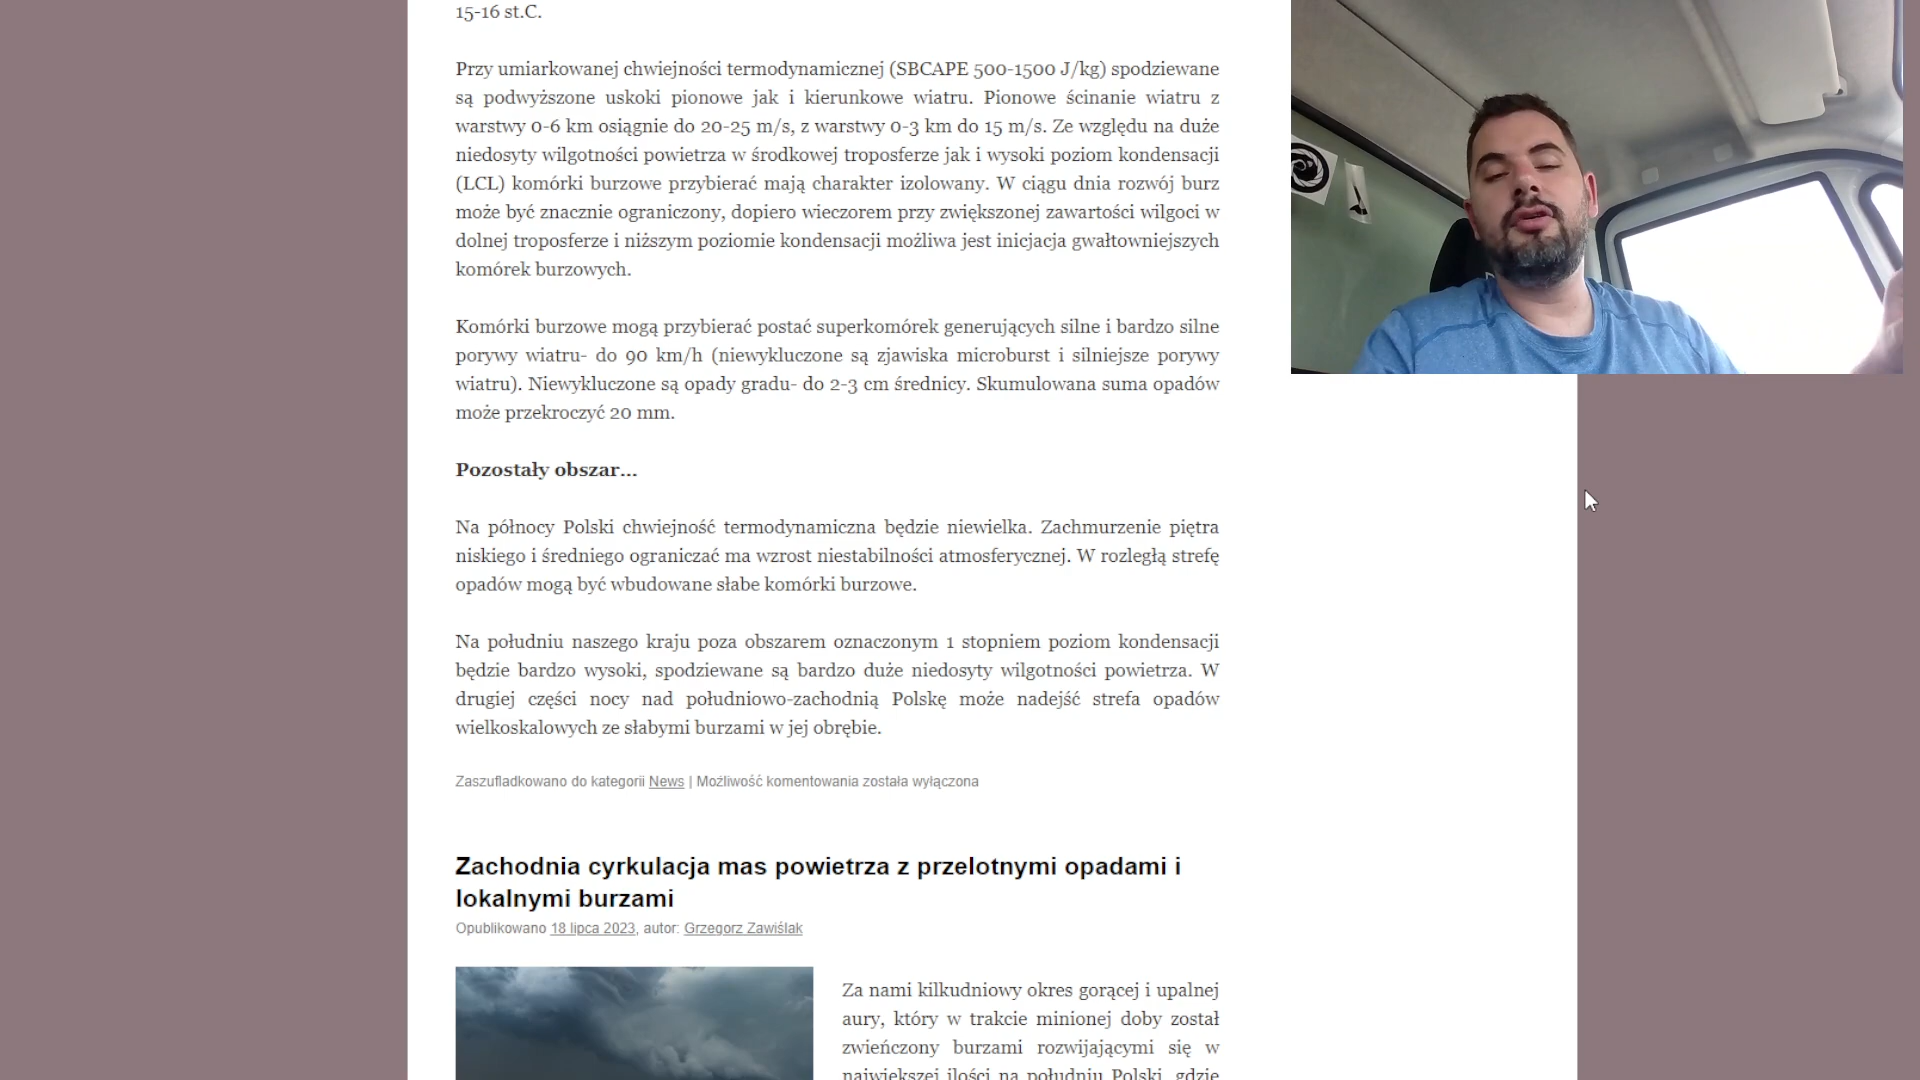 15-16 st.C.
Przy umiarkowanej chwiejności termodynamicznej (SBCAPE 500-1500 J/kg) spodziewane
są podwyższone uskoki pionowe jak i kierunkowe wiatru. Pionowe ścinanie wiatru z
warstwy 0-6 km osiągnie do 20-25 m/s, z warstwy 0-3 km do 15 m/s. Ze względu na duże
niedosyty wilgotności powietrza w środkowej troposferze jak i wysoki poziom kondensacji
(LCL) komórki burzowe przybierać mają charakter izolowany. W ciągu dnia rozwój burz
może być znacznie ograniczony, dopiero wieczorem przy zwiększonej zawartości wilgoci w
dolnej troposferze i niższym poziomie kondensacji możliwa jest inicjacja gwałtowniejszych
komórek burzowych.
Komórki burzowe mogą przybierać postać superkomórek generujących silne i bardzo silne
porywy wiatru- do 90 km/h (niewykluczone są zjawiska microburst i silniejsze porywy
wiatru). Niewykluczone są opady gradu- do 2-3 cm średnicy. Skumulowana suma opadów
może przekroczyć 20 mm.
Pozostały obszar...
Na północy Polski chwiejność termodynamiczna będzie niewielka. Zachmurzenie piętra
niskiego i średniego ograniczać ma wzrost niestabilności atmosferycznej. W rozległą strefę
opadów mogą być wbudowane słabe komórki burzowe.
Na południu naszego kraju poza obszarem oznaczonym 1 stopniem poziom kondensacji
będzie bardzo wysoki, spodziewane są bardzo duże niedosyty wilgotności powietrza. W
drugiej części nocy nad południowo-zachodnią Polskę może nadejść strefa opadów
wielkoskalowych ze słabymi burzami w jej obrębie.
Zaszufladkowano do kategorii News | Możliwość komentowania została wyłączona
Zachodnia cyrkulacja mas powietrza z przelotnymi opadami i
lokalnymi burzami
Opublikowano 18 lipca 2023, autor: Grzegorz Zawiślak
Za nami kilkudniowy okres gorącej i upalnej
aury, który w trakcie minionej doby został
zwieńczony burzami rozwijającymi się w
największej ilości na południu Polski, gdzie